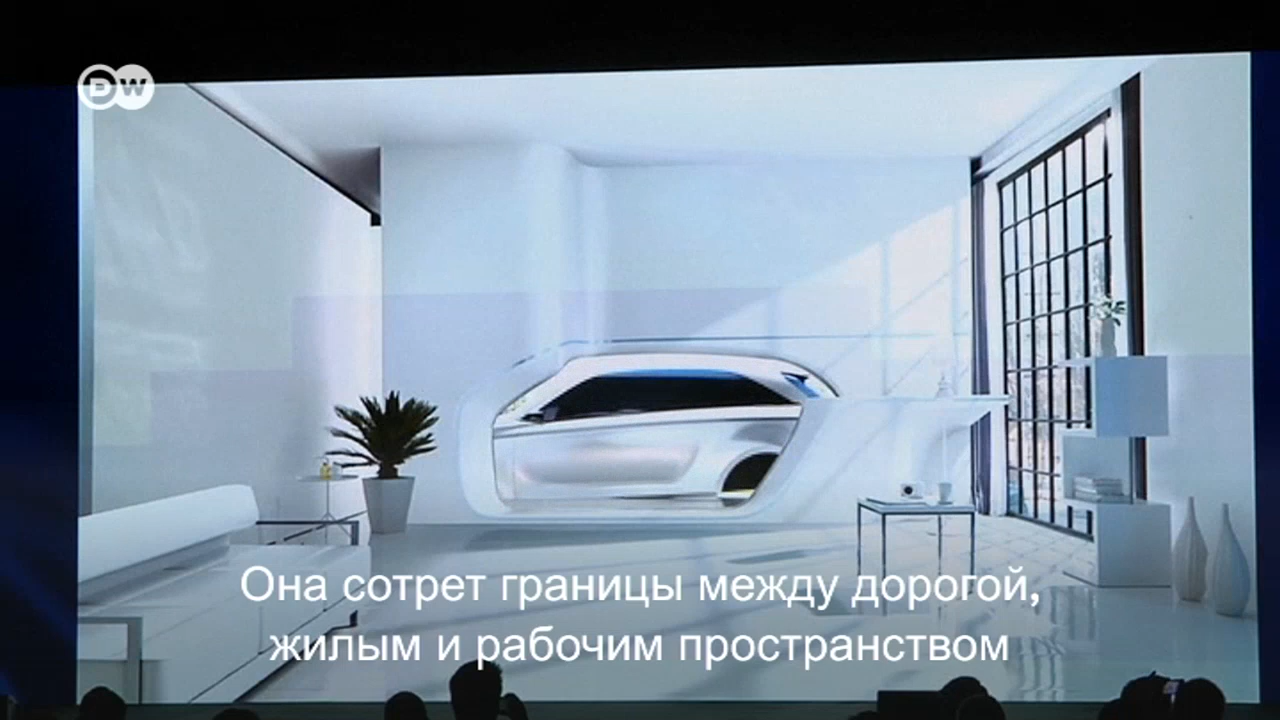 DW
Она сотрет границы между дорогой,
жилым и рабочим пространством